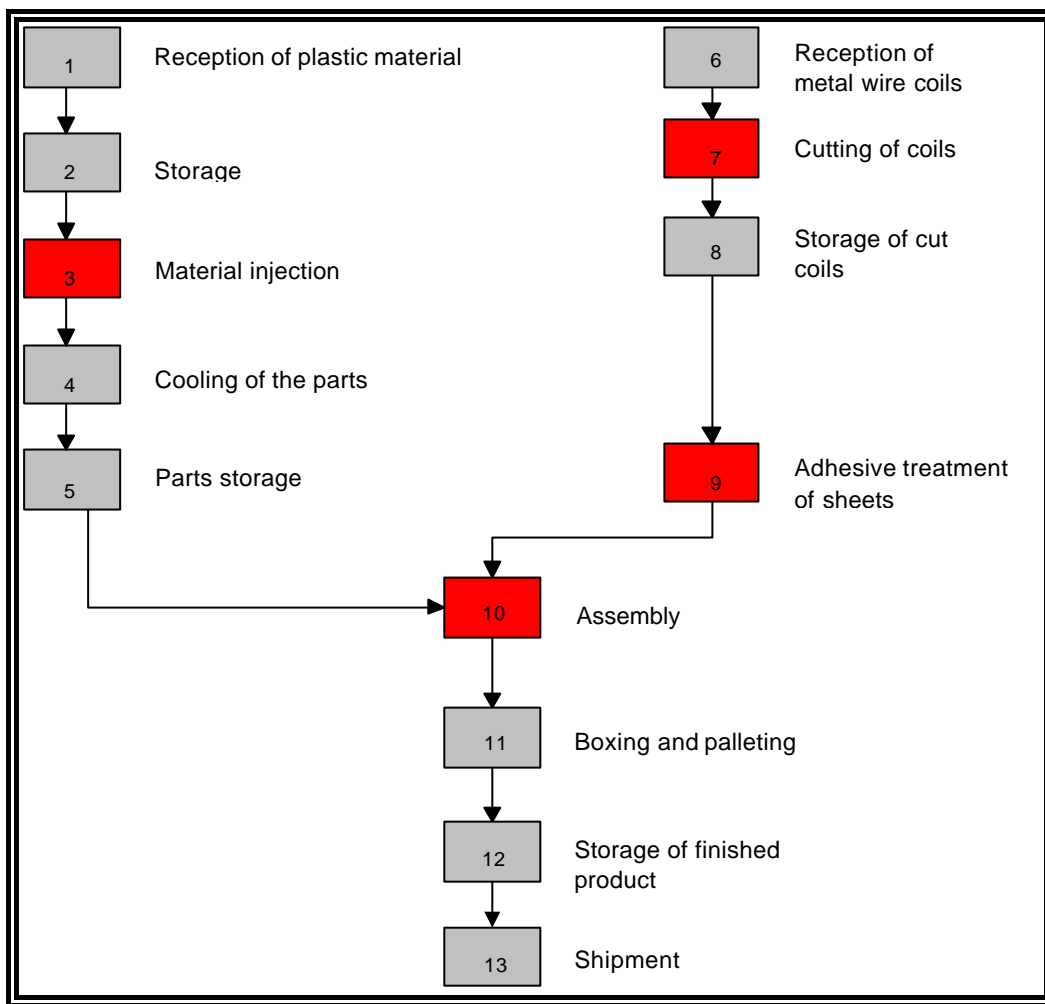 1
Reception of plastic material
2
Storage
3
Material injection
4
Cooling of the parts
5
Parts storage
6
Reception of
metal wire coils
7
Cutting of coils
8
Storage of cut
coils
9
Adhesive treatment
of sheets
10
Assembly
11
Boxing and palleting
12
Storage of finished
product
13
Shipment